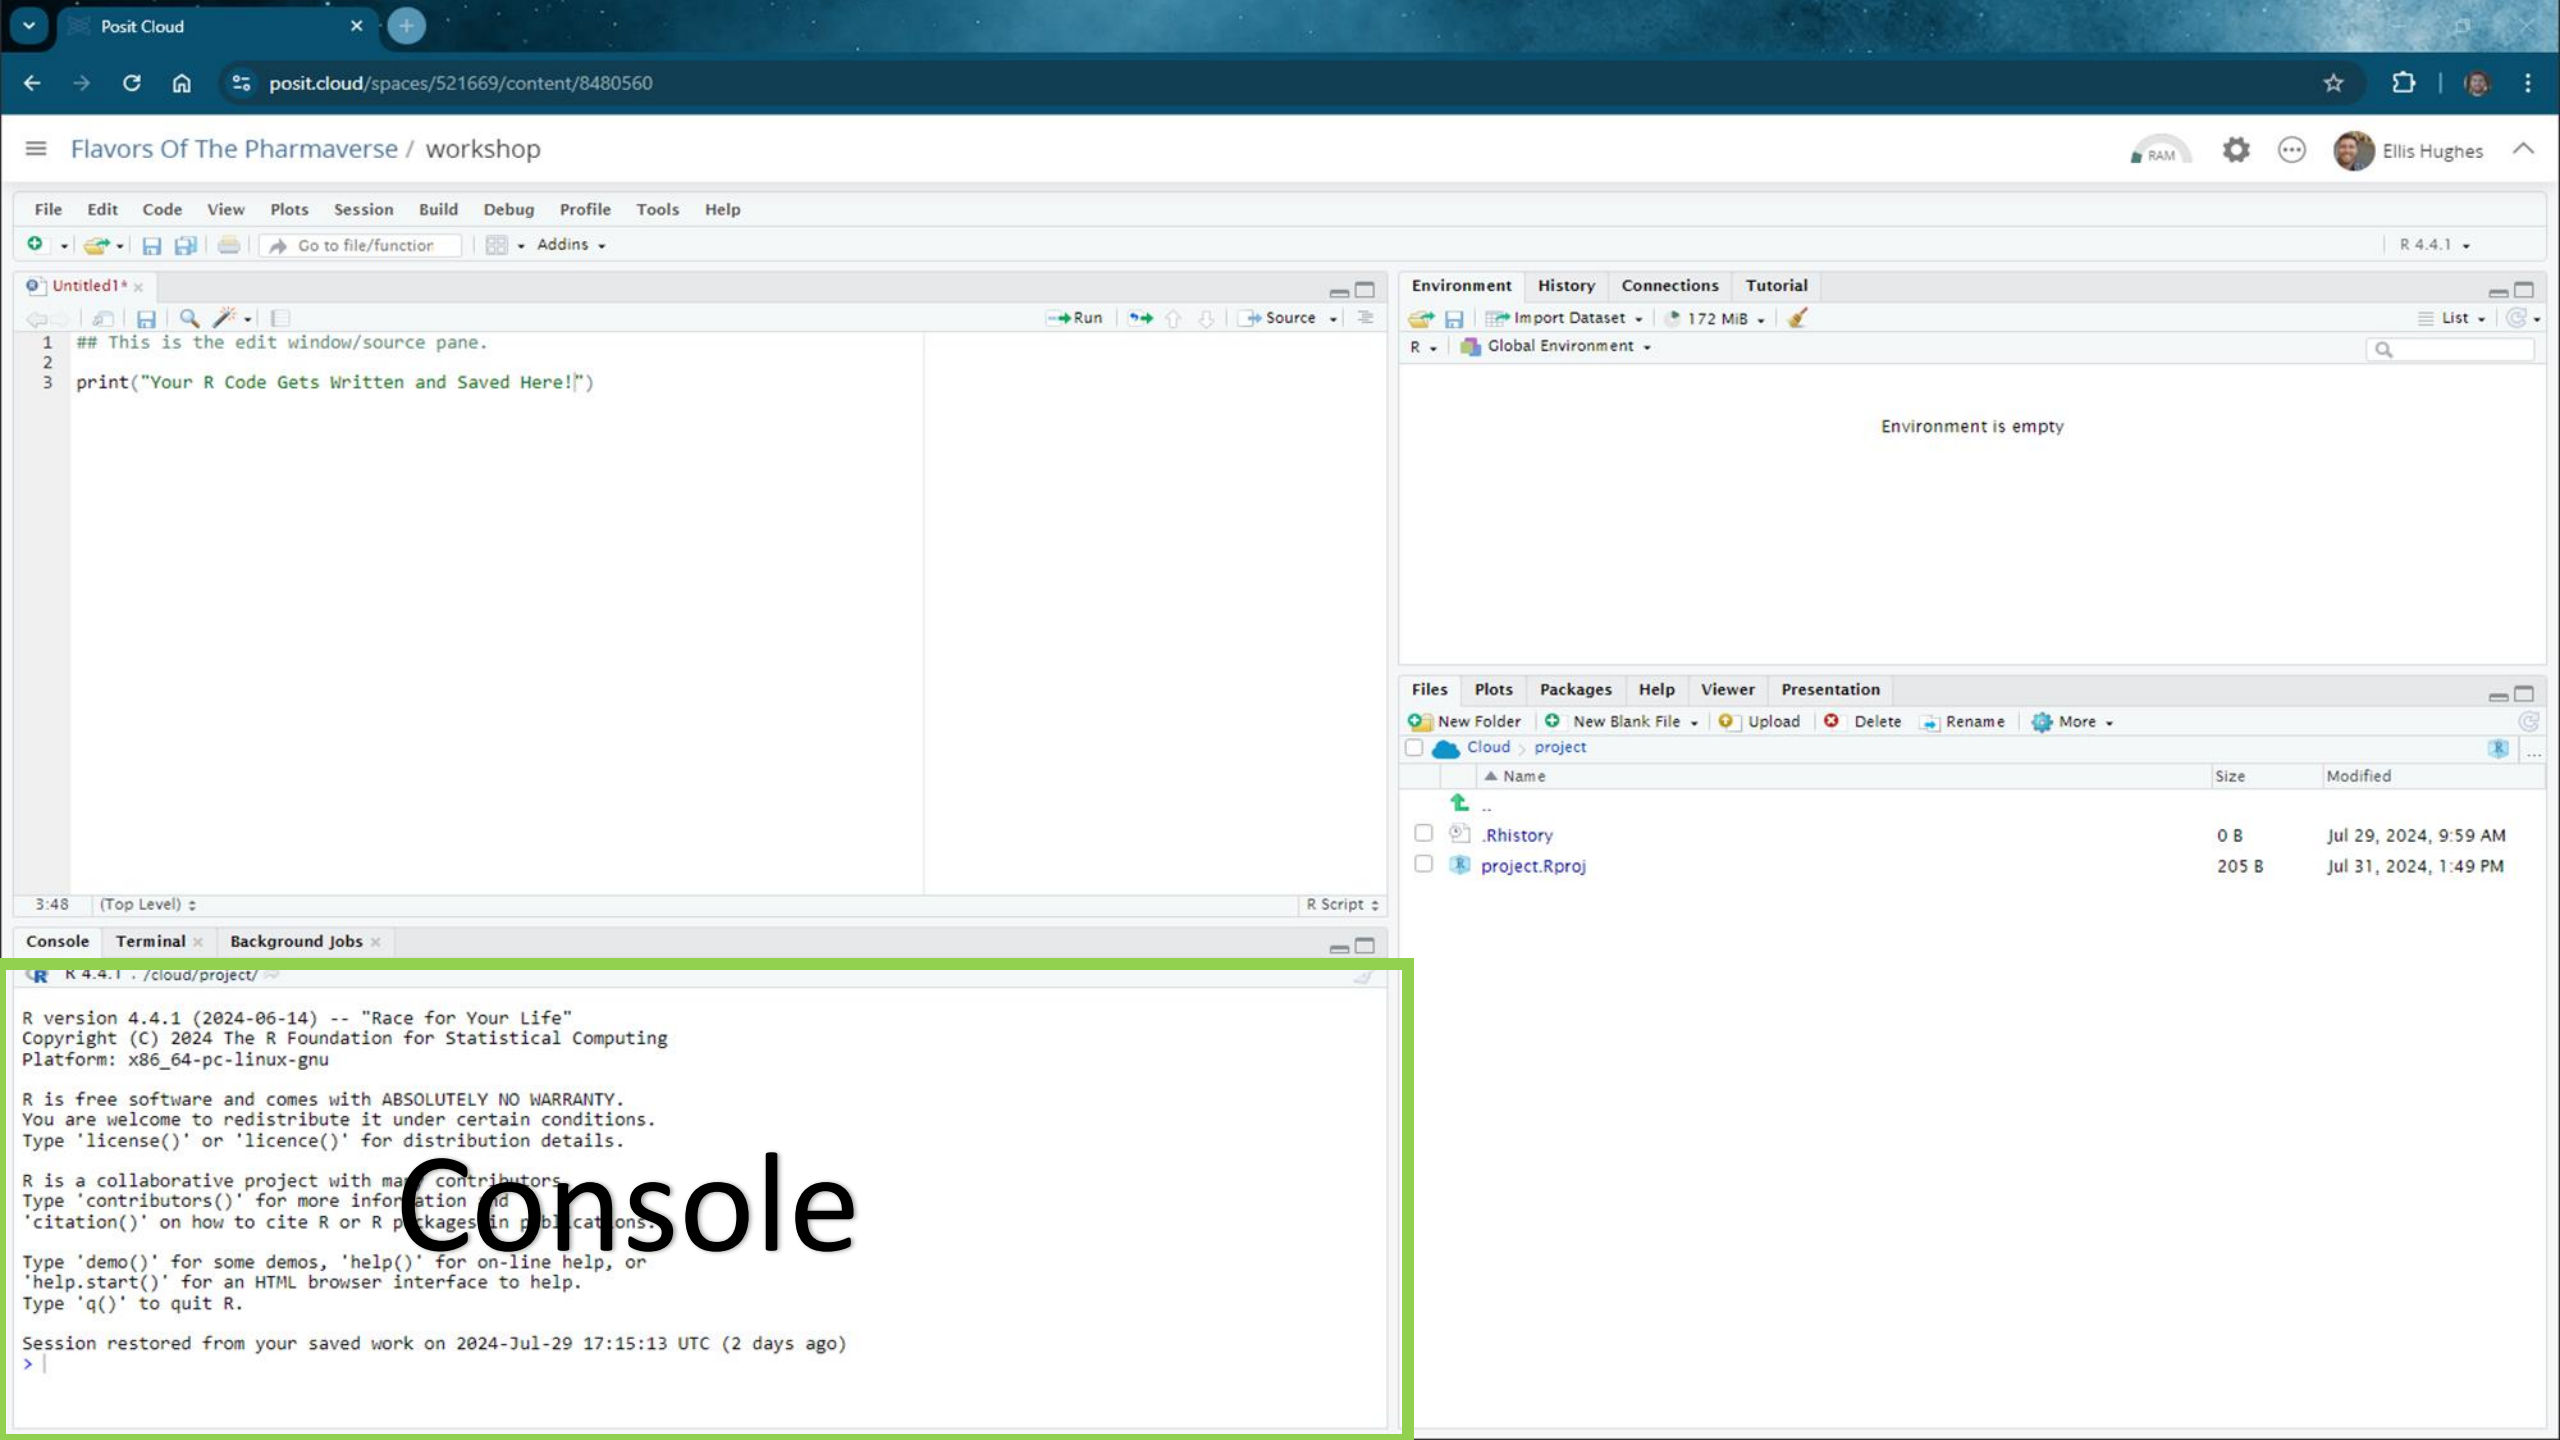 Posit Cloud
posit.cloud/spaces/521669/content/8480560
Flavors Of The Pharmaverse / workshop
RAM
Ellis Hughes
File Edit Code View Plots Session Build Debug Profile Tools Help
Go to file/function Addins
R 4.4.1
Untitled1*
Run Source
1 ## This is the edit window/source pane.
2
3 print("Your R Code Gets Written and Saved Here!")
3:48 (Top Level) R Script
Environment History Connections Tutorial
Import Dataset 172 MiB List
R Global Environment
Environment is empty
Files Plots Packages Help Viewer Presentation
New Folder New Blank File Upload Delete Rename More
Cloud project
Name Size Modified
..
.Rhistory 0 B Jul 29, 2024, 9:59 AM
project.Rproj 205 B Jul 31, 2024, 1:49 PM
Console Terminal Background Jobs
R 4.4.1 . /cloud/project/
R version 4.4.1 (2024-06-14) -- "Race for Your Life"
Copyright (C) 2024 The R Foundation for Statistical Computing
Platform: x86_64-pc-linux-gnu
R is free software and comes with ABSOLUTELY NO WARRANTY.
You are welcome to redistribute it under certain conditions.
Type 'license()' or 'licence()' for distribution details.
R is a collaborative project with many contributors.
Type 'contributors()' for more information and
'citation()' on how to cite R or R packages in publications.
Console
Type 'demo()' for some demos, 'help()' for on-line help, or
'help.start()' for an HTML browser interface to help.
Type 'q()' to quit R.
Session restored from your saved work on 2024-Jul-29 17:15:13 UTC (2 days ago)
>